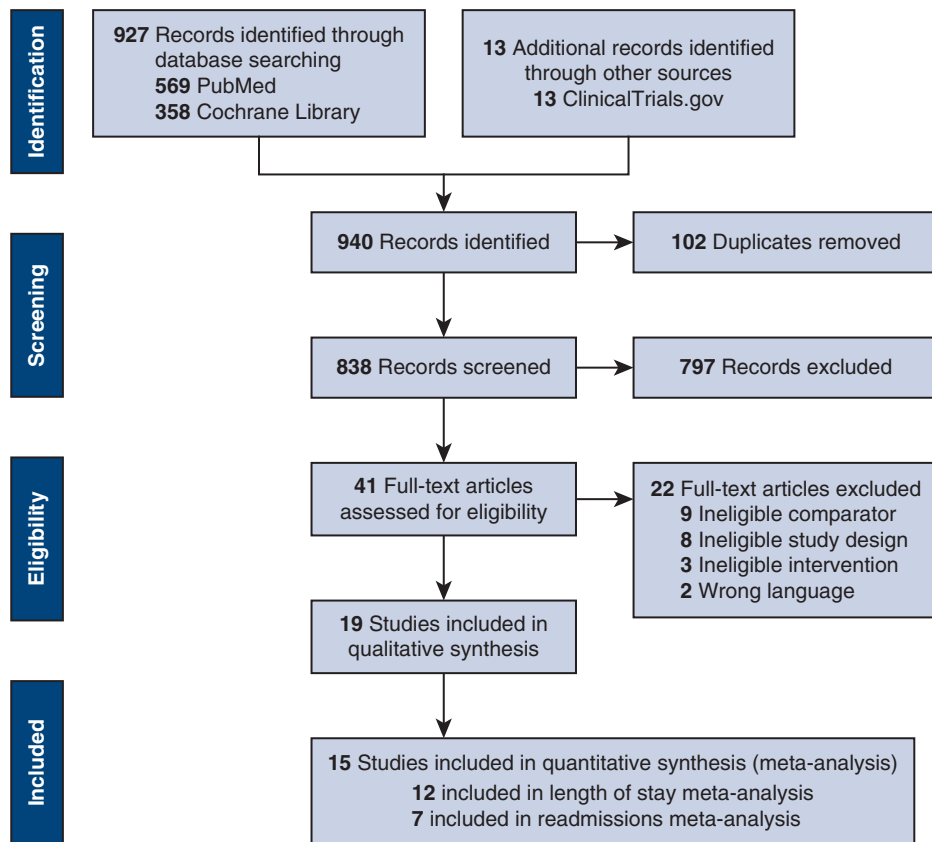 Identification
927 Records identified through
database searching
569 PubMed
358 Cochrane Library
13 Additional records identified
through other sources
13 ClinicalTrials.gov
Screening
940 Records identified
102 Duplicates removed
838 Records screened
797 Records excluded
Eligibility
41 Full-text articles
assessed for eligibility
22 Full-text articles excluded
9 Ineligible comparator
8 Ineligible study design
3 Ineligible intervention
2 Wrong language
19 Studies included in
qualitative synthesis
Included
15 Studies included in quantitative synthesis (meta-analysis)
12 included in length of stay meta-analysis
7 included in readmissions meta-analysis